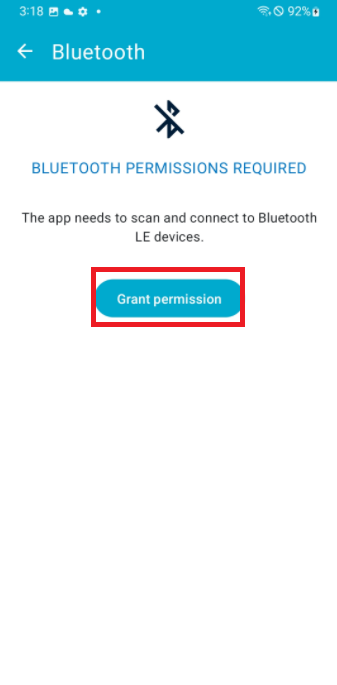 3:18 92%
Bluetooth
BLUETOOTH PERMISSIONS REQUIRED
The app needs to scan and connect to Bluetooth
LE devices.
Grant permission